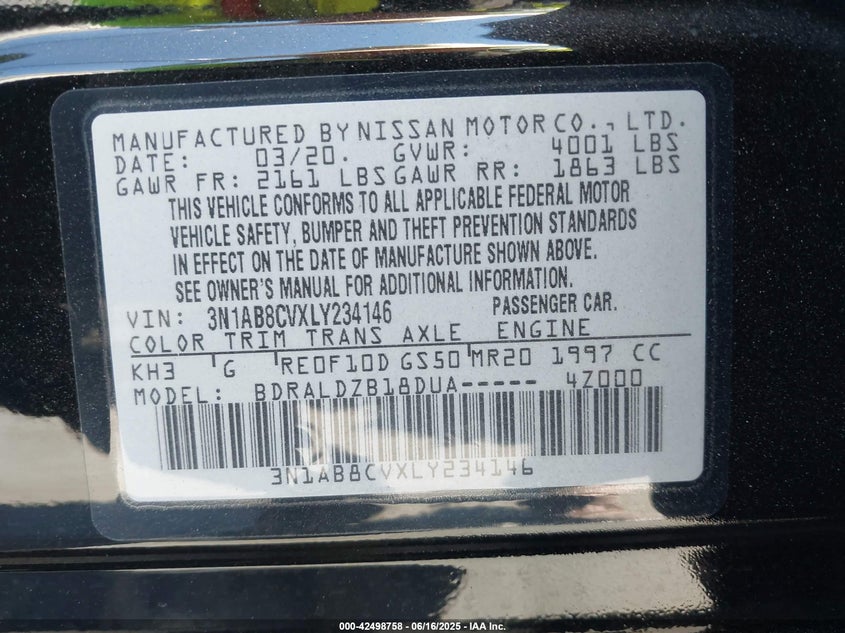 MANUFACTURED BY NISSAN MOTOR CO., LTD.
DATE: 03/20. GVWR: 4001 LBS
GAWR FR: 2161 LBS GAWR RR: 1863 LBS
THIS VEHICLE CONFORMS TO ALL APPLICABLE FEDERAL MOTOR
VEHICLE SAFETY, BUMPER AND THEFT PREVENTION STANDARDS
IN EFFECT ON THE DATE OF MANUFACTURE SHOWN ABOVE.
SEE OWNER'S MANUAL FOR ADDITIONAL INFORMATION.
VIN: 3N1AB8CVXLY234146 PASSENGER CAR.
COLOR TRIM TRANS AXLE ENGINE
KH3 G RE0F10D GS50 MR20 1997 CC
MODEL: BDRALDZB18DUA----- 4Z000
3N1AB8CVXLY234146
000-42498758 - 06/16/2025 - IAA Inc.